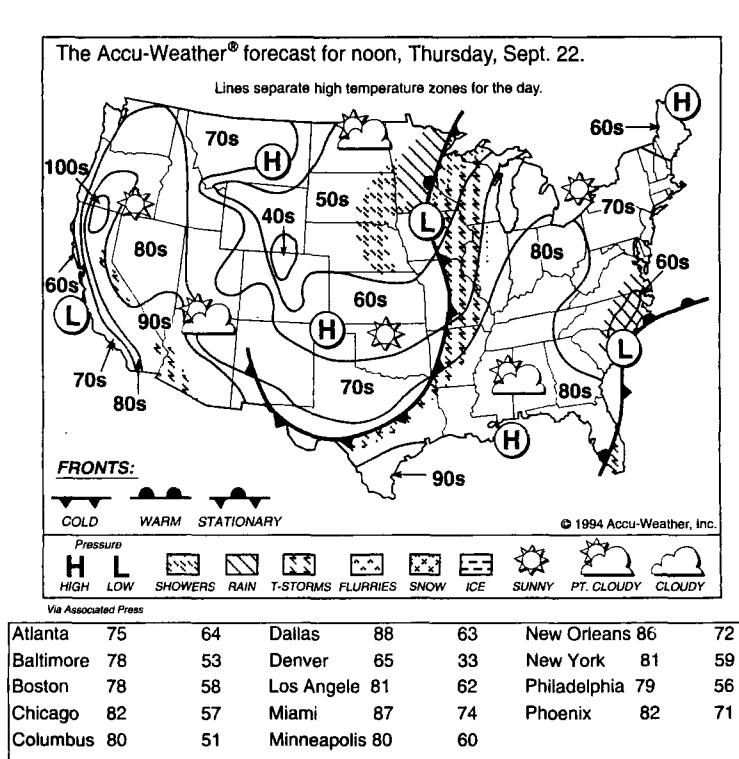 The Accu-Weather® forecast for noon, Thursday, Sept. 22.
Lines separate high temperature zones for the day.
H
60s
70s
H
100s
50s
40s
L
70s
80s
80s
60s
60s
L
90s
60s
H
L
70s
80s
70s
80s
H
90s
FRONTS:
COLD WARM STATIONARY
© 1994 Accu-Weather, Inc.
Pressure
H L
HIGH LOW SHOWERS RAIN T-STORMS FLURRIES SNOW ICE SUNNY PT. CLOUDY CLOUDY
Via Associated Press
Atlanta 75 64 Dallas 88 63 New Orleans 86 72
Baltimore 78 53 Denver 65 33 New York 81 59
Boston 78 58 Los Angele 81 62 Philadelphia 79 56
Chicago 82 57 Miami 87 74 Phoenix 82 71
Columbus 80 51 Minneapolis 80 60